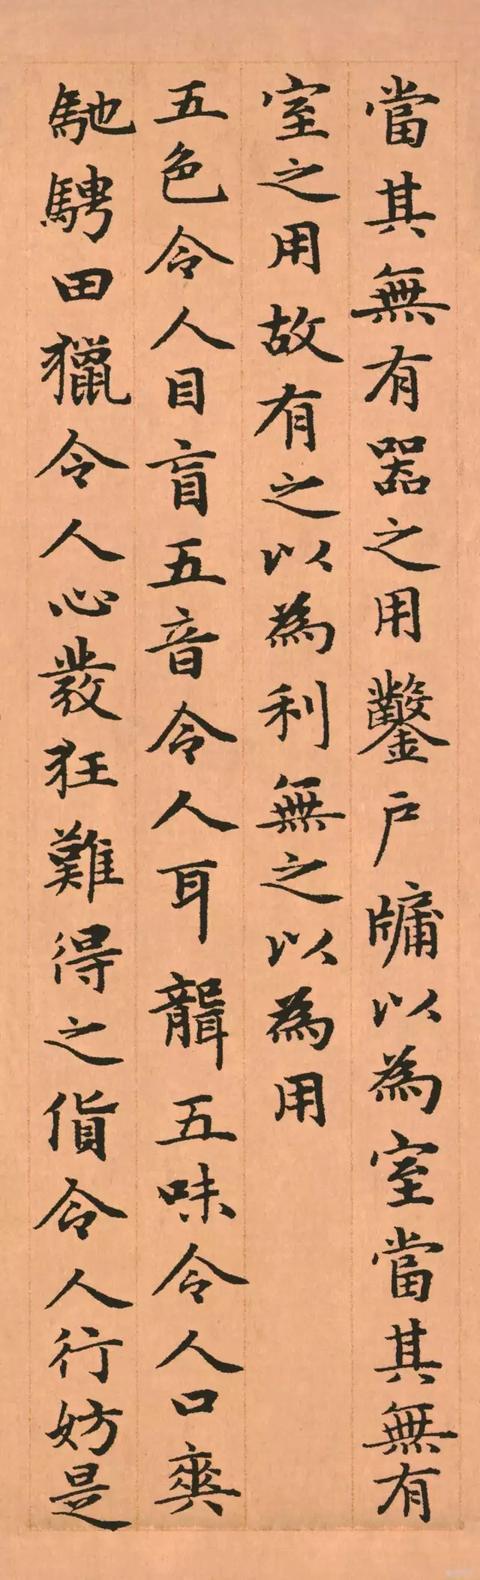 當其無有器之用鑿戶牖以為室當其無有
室之用故有之以為利無之以為用
五色令人目盲五音令人耳聾五味令人口爽
馳騁田獵令人心發狂難得之貨令人行妨是